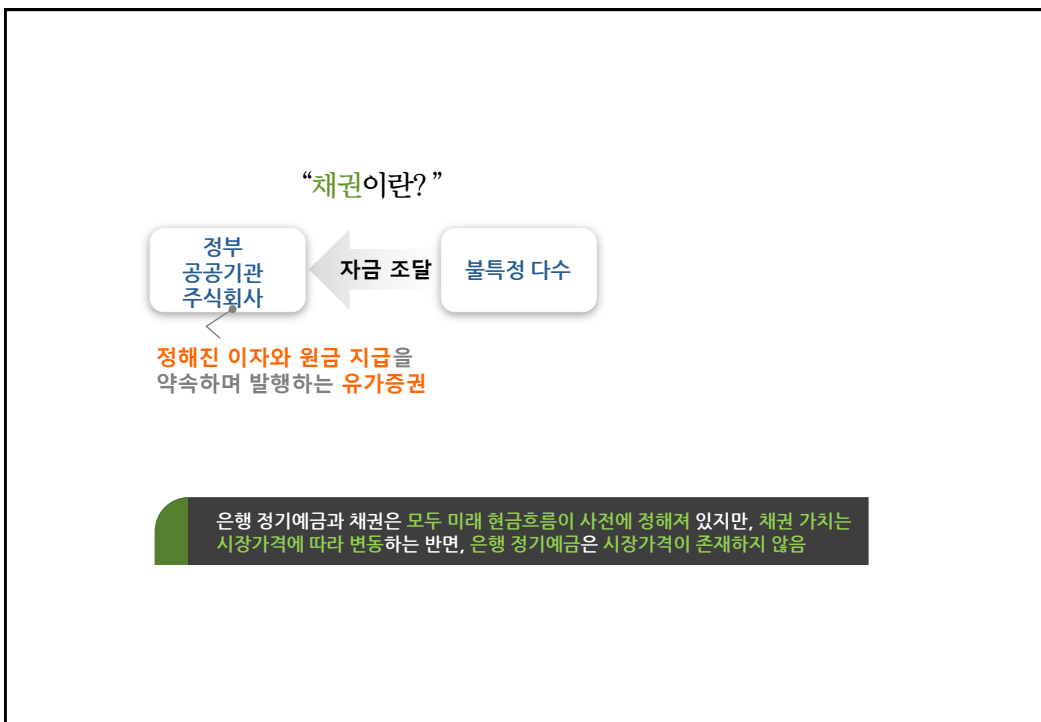 “채권이란?”
정부
공공기관
주식회사
자금 조달
불특정 다수
정해진 이자와 원금 지급을
약속하며 발행하는 유가증권
은행 정기예금과 채권은 모두 미래 현금흐름이 사전에 정해져 있지만, 채권 가치는
시장가격에 따라 변동하는 반면, 은행 정기예금은 시장가격이 존재하지 않음